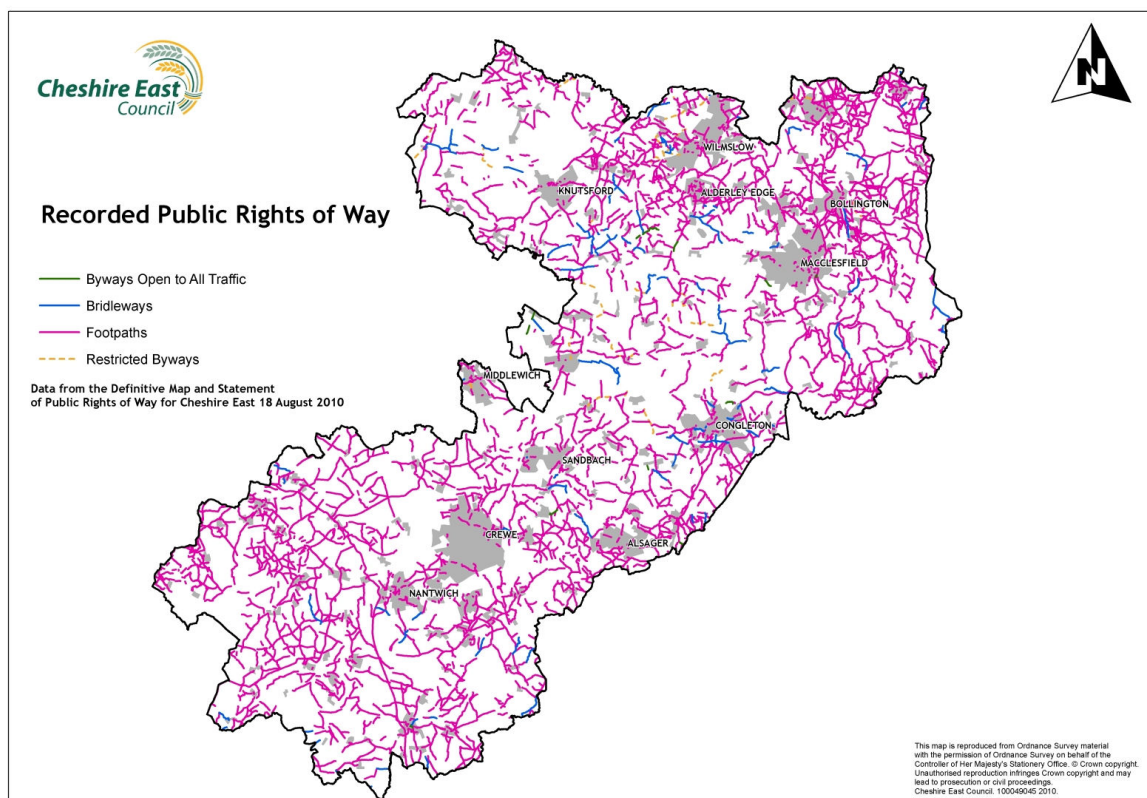 Cheshire East
Council
N
Recorded Public Rights of Way
Byways Open to All Traffic
Bridleways
Footpaths
Restricted Byways
Data from the Definitive Map and Statement
of Public Rights of Way for Cheshire East 18 August 2010
WILMSLOW
KNUTSFORD
ALDERLEY EDGE
BOLLINGTON
MACCLESFIELD
MIDDLEWICH
CONGLETON
SANDBACH
CREWE
ALSAGER
NANTWICH
This map is reproduced from Ordnance Survey material
with the permission of Ordnance Survey on behalf of the
Controller of Her Majesty's Stationery Office. © Crown copyright.
Unauthorised reproduction infringes Crown copyright and may
lead to prosecution or civil proceedings.
Cheshire East Council. 100049045 2010.